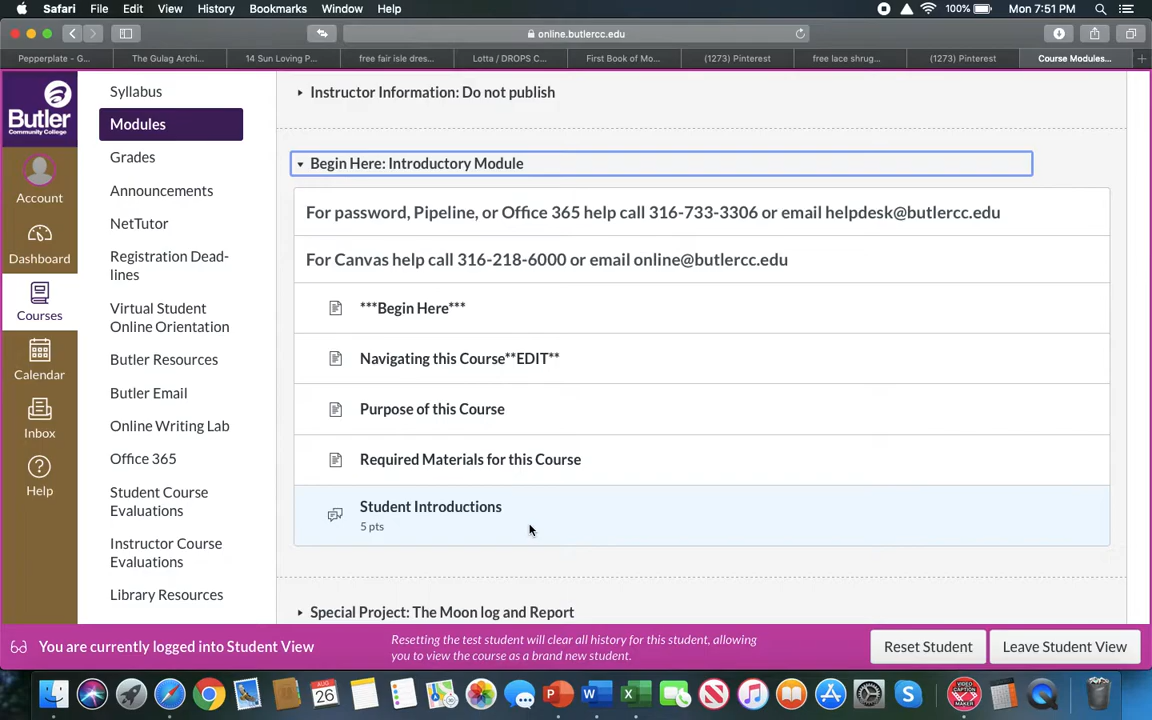 Safari File Edit View History Bookmarks Window Help 100% Mon 7:51 PM
online.butlercc.edu
Pepperplate - G... The Gulag Archi... 14 Sun Loving P... free fair isle dres... Lotta / DROPS C... First Book of Mo... (1273) Pinterest free lace shrug... (1273) Pinterest Course Modules...
Butler
Community College
Account
Dashboard
Courses
Calendar
Inbox
Help
Syllabus
Modules
Grades
Announcements
NetTutor
Registration Dead-
lines
Virtual Student
Online Orientation
Butler Resources
Butler Email
Online Writing Lab
Office 365
Student Course
Evaluations
Instructor Course
Evaluations
Library Resources
Instructor Information: Do not publish
Begin Here: Introductory Module
For password, Pipeline, or Office 365 help call 316-733-3306 or email helpdesk@butlercc.edu
For Canvas help call 316-218-6000 or email online@butlercc.edu
***Begin Here***
Navigating this Course**EDIT**
Purpose of this Course
Required Materials for this Course
Student Introductions
5 pts
Special Project: The Moon log and Report
You are currently logged into Student View
Resetting the test student will clear all history for this student, allowing
you to view the course as a brand new student.
Reset Student
Leave Student View
AUG
26